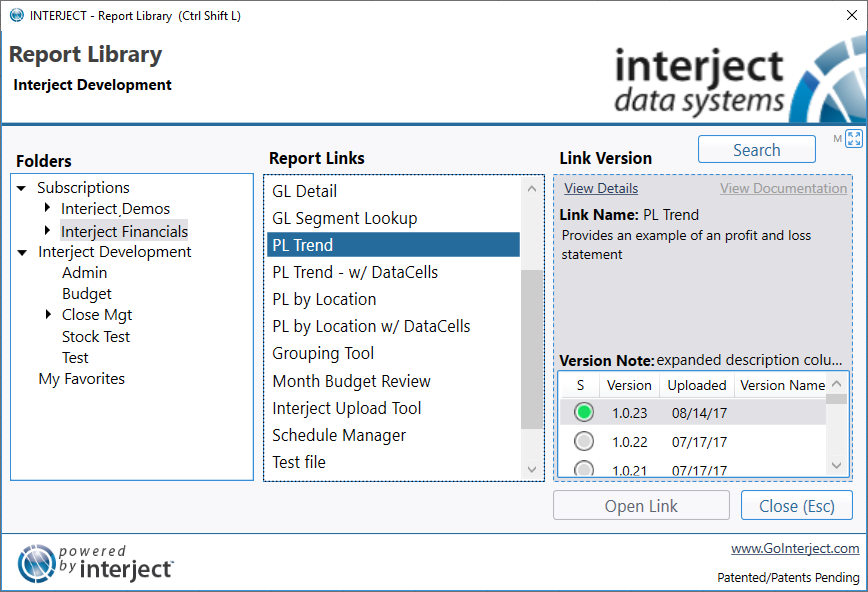 INTERJECT - Report Library (Ctrl Shift L)
Report Library
Interject Development
interject
data systems
Folders
Subscriptions
Interject Demos
Interject Financials
Interject Development
Admin
Budget
Close Mgt
Stock Test
Test
My Favorites
Report Links
GL Detail
GL Segment Lookup
PL Trend
PL Trend - w/ DataCells
PL by Location
PL by Location w/ DataCells
Grouping Tool
Month Budget Review
Interject Upload Tool
Schedule Manager
Test file
Link Version
Search
M
View Details View Documentation
Link Name: PL Trend
Provides an example of an profit and loss
statement
Version Note: expanded description colu...
S Version Uploaded Version Name
1.0.23 08/14/17
1.0.22 07/17/17
1.0.21 07/17/17
Open Link Close (Esc)
powered
by interject™
www.GoInterject.com
Patented/Patents Pending